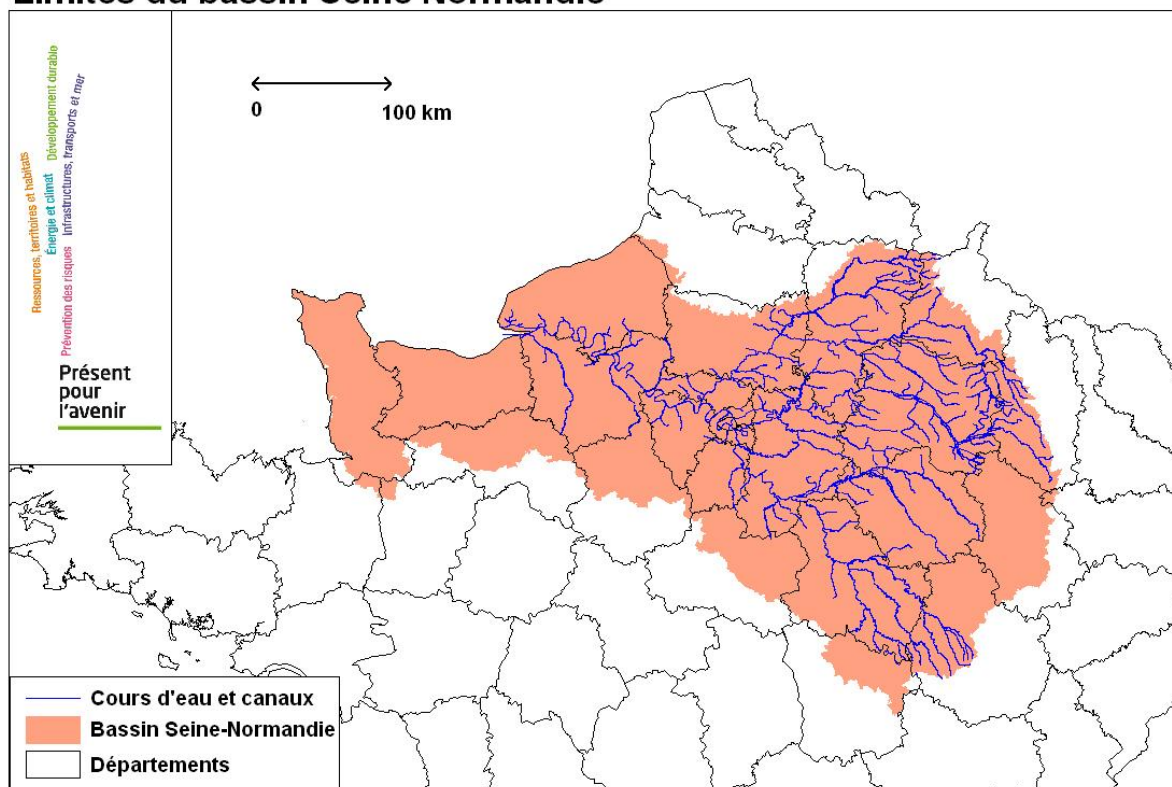 Limites du bassin Seine Normandie
Ressources, territoires et habitats
Énergie et climat
Développement durable
Prévention des risques
Infrastructures, transports et mer
Présent
pour
l'avenir
0
100 km
Cours d'eau et canaux
Bassin Seine-Normandie
Départements